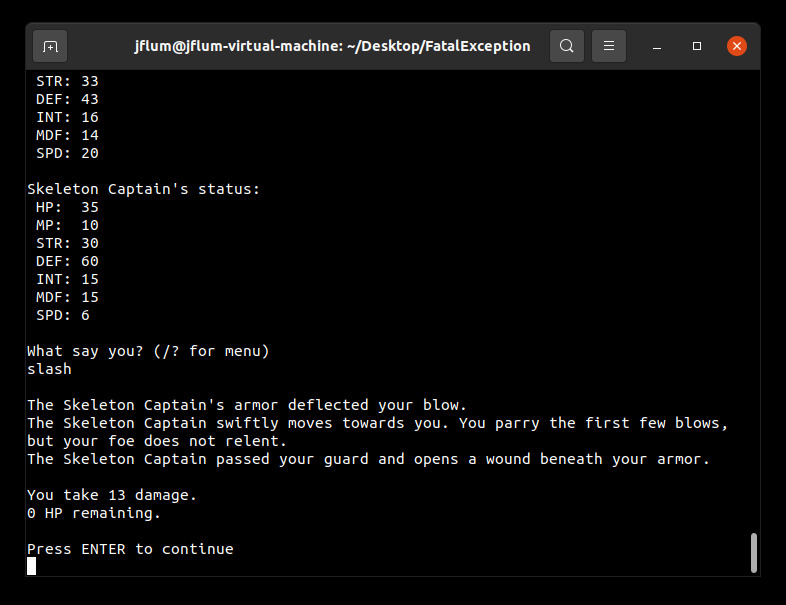 jflum@jflum-virtual-machine: ~/Desktop/FatalException
STR: 33
DEF: 43
INT: 16
MDF: 14
SPD: 20
Skeleton Captain's status:
HP:  35
MP:  10
STR: 30
DEF: 60
INT: 15
MDF: 15
SPD: 6
What say you? (/? for menu)
slash
The Skeleton Captain's armor deflected your blow.
The Skeleton Captain swiftly moves towards you. You parry the first few blows,
but your foe does not relent.
The Skeleton Captain passed your guard and opens a wound beneath your armor.
You take 13 damage.
0 HP remaining.
Press ENTER to continue